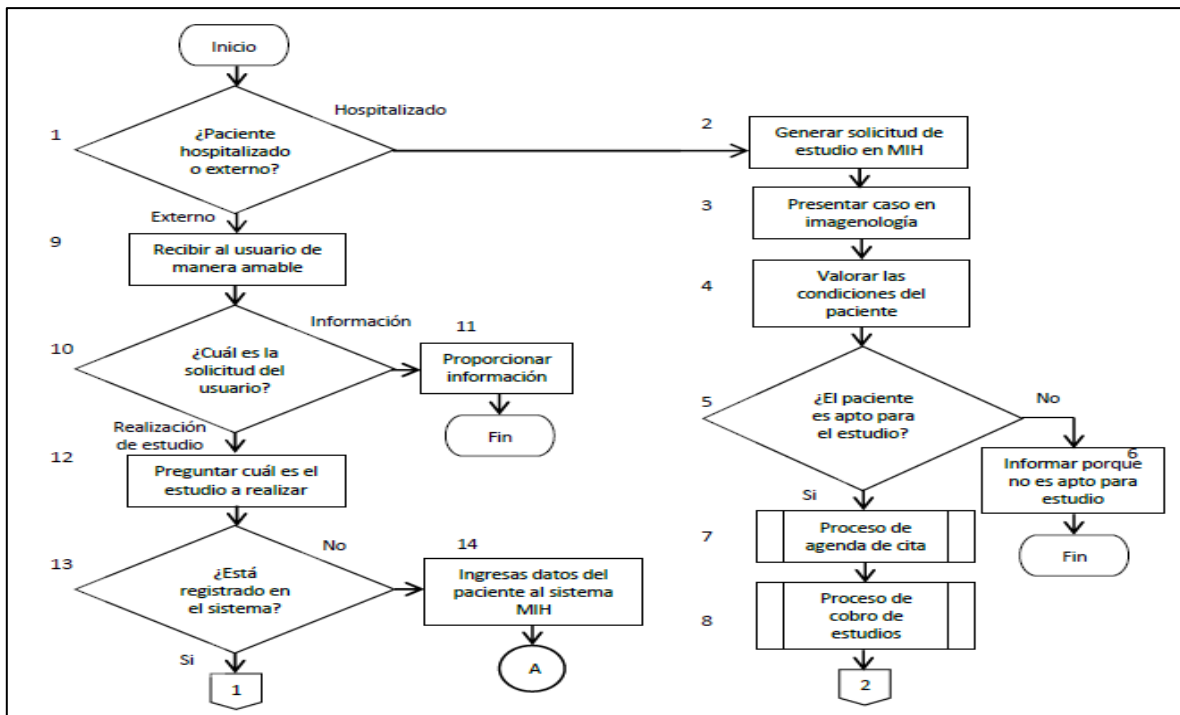 Inicio
1
¿Paciente
hospitalizado
o externo?
Hospitalizado
2
Generar solicitud de
estudio en MIH
3
Presentar caso en
imagenología
4
Valorar las
condiciones del
paciente
5
¿El paciente
es apto para
el estudio?
No
6
Informar porque
no es apto para
estudio
Fin
Si
7
Proceso de
agenda de cita
8
Proceso de
cobro de
estudios
2
Externo
9
Recibir al usuario de
manera amable
10
¿Cuál es la
solicitud del
usuario?
Información
11
Proporcionar
información
Fin
Realización
de estudio
12
Preguntar cuál es el
estudio a realizar
13
¿Está
registrado en
el sistema?
No
14
Ingresas datos del
paciente al sistema
MIH
A
Si
1